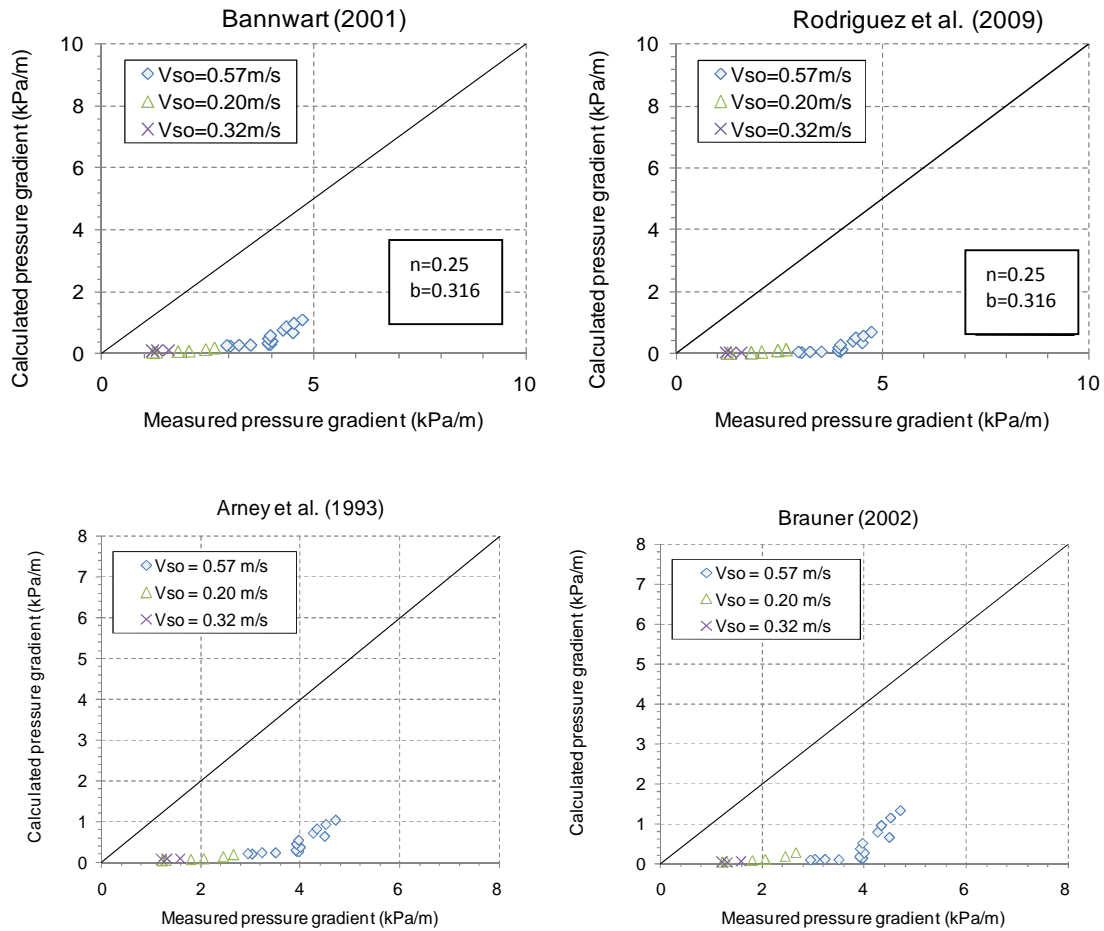 Bannwart (2001)
Calculated pressure gradient (kPa/m)
10
8
6
4
2
0
Vso=0.57m/s
Vso=0.20m/s
Vso=0.32m/s
n=0.25
b=0.316
0
5
10
Measured pressure gradient (kPa/m)
Rodriguez et al. (2009)
Calculated pressure gradient (kPa/m)
10
8
6
4
2
0
Vso=0.57m/s
Vso=0.20m/s
Vso=0.32m/s
n=0.25
b=0.316
0
5
10
Measured pressure gradient (kPa/m)
Arney et al. (1993)
Calculated pressure gradient (kPa/m)
8
7
6
5
4
3
2
1
0
Vso = 0.57 m/s
Vso = 0.20 m/s
Vso = 0.32 m/s
0
2
4
6
8
Measured pressure gradient (kPa/m)
Brauner (2002)
Calculated pressure gradient (kPa/m)
8
7
6
5
4
3
2
1
0
Vso = 0.57 m/s
Vso = 0.20 m/s
Vso = 0.32 m/s
0
2
4
6
8
Measured pressure gradient (kPa/m)